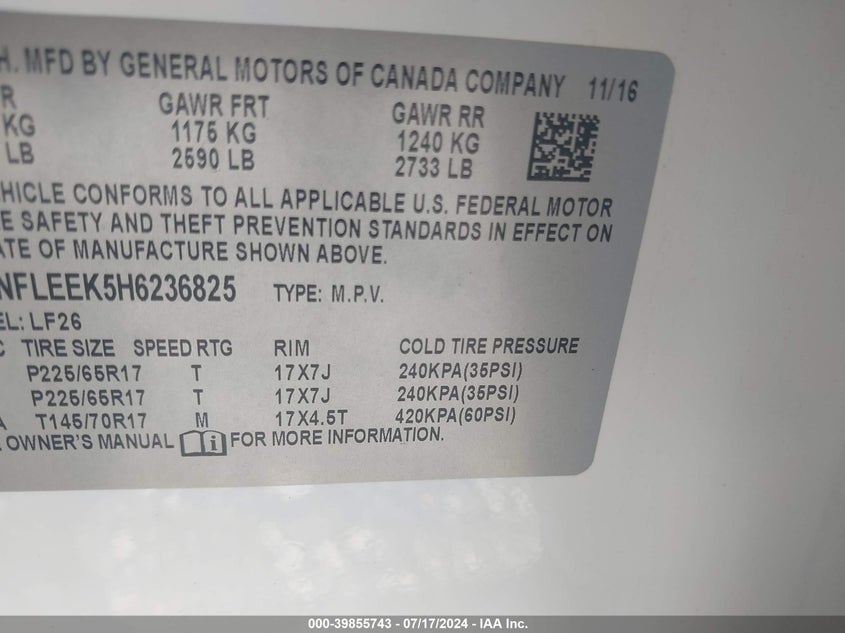 H. MFD BY GENERAL MOTORS OF CANADA COMPANY 11/16
R GAWR FRT GAWR RR
KG 1175 KG 1240 KG
LB 2590 LB 2733 LB
EHICLE CONFORMS TO ALL APPLICABLE U.S. FEDERAL MOTOR
E SAFETY AND THEFT PREVENTION STANDARDS IN EFFECT ON
ATE OF MANUFACTURE SHOWN ABOVE.
NFLEEK5H6236825 TYPE: M.P.V.
EL: LF26
C TIRE SIZE SPEED RTG RIM COLD TIRE PRESSURE
P225/65R17 T 17X7J 240KPA(35PSI)
P225/65R17 T 17X7J 240KPA(35PSI)
A T145/70R17 M 17X4.5T 420KPA(60PSI)
OWNER'S MANUAL FOR MORE INFORMATION.
000-39855743 - 07/17/2024 - IAA Inc.